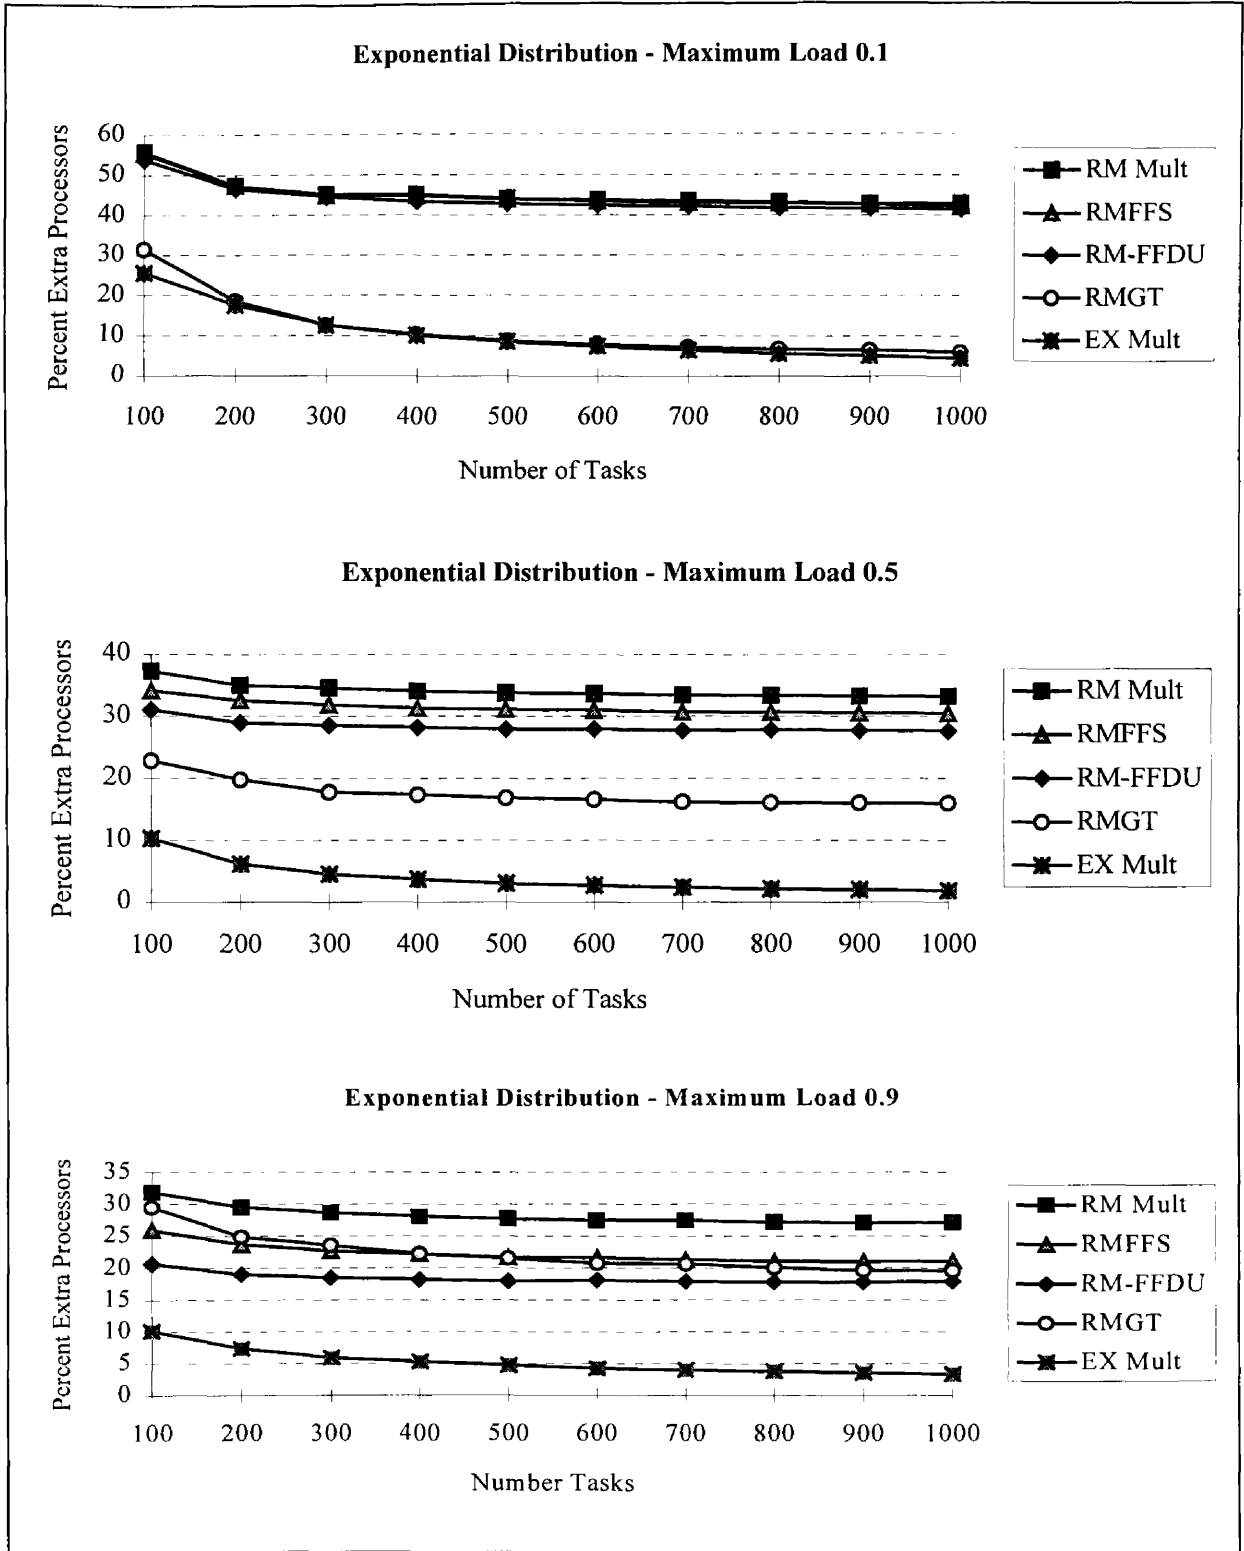 Exponential Distribution - Maximum Load 0.1
Percent Extra Processors
60
50
40
30
20
10
0
100 200 300 400 500 600 700 800 900 1000
Number of Tasks
RM Mult
RMFFS
RM-FFDU
RMGT
EX Mult
Exponential Distribution - Maximum Load 0.5
Percent Extra Processors
40
30
20
10
0
100 200 300 400 500 600 700 800 900 1000
Number of Tasks
RM Mult
RMFFS
RM-FFDU
RMGT
EX Mult
Exponential Distribution - Maximum Load 0.9
Percent Extra Processors
35
30
25
20
15
10
5
0
100 200 300 400 500 600 700 800 900 1000
Number Tasks
RM Mult
RMFFS
RM-FFDU
RMGT
EX Mult